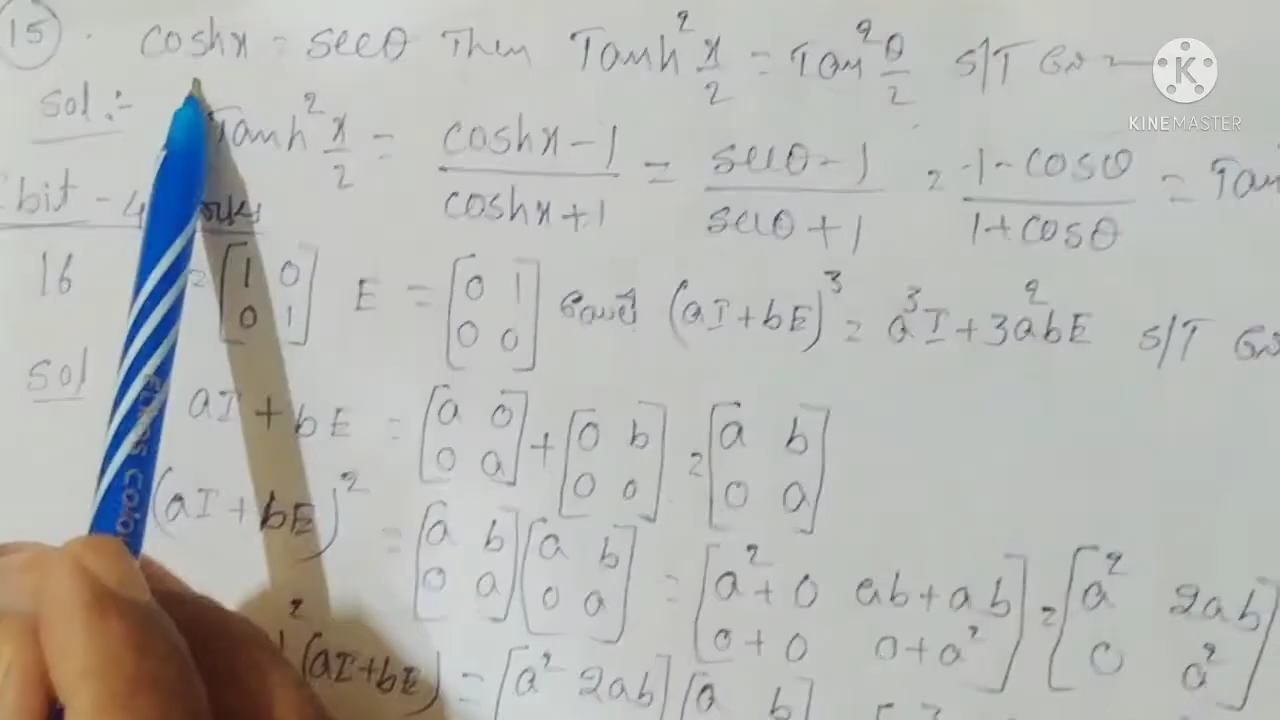 15. coshx = secθ Then Tanh² x/2 = Tan² θ/2 S/T
KINEMASTER
Sol :- Tanh² x/2 = (coshx - 1)/(coshx + 1) = (secθ - 1)/(secθ + 1) = (1 - cosθ)/(1 + cosθ) = Tan
bit - 4
16 = [1 0; 0 1] E = [0 1; 0 0] (aI + bE)³ = a³I + 3a²bE S/T
Sol aI + bE = [a 0; 0 a] + [0 b; 0 0] = [a b; 0 a]
(aI + bE)² = [a b; 0 a] [a b; 0 a] = [a² + 0 ab + ab; 0 + 0 0 + a²] = [a² 2ab; 0 a²]
² (aI + bE) = [a² 2ab] [a b]